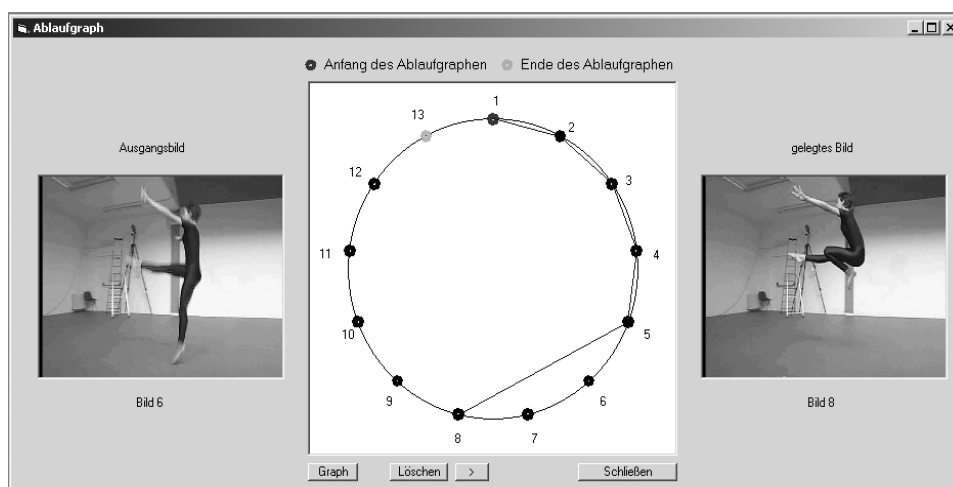 Ablaufgraph
Anfang des Ablaufgraphen Ende des Ablaufgraphen
Ausgangsbild
gelegtes Bild
1
2
3
4
5
6
7
8
9
10
11
12
13
Bild 6
Bild 8
Graph Löschen > Schließen